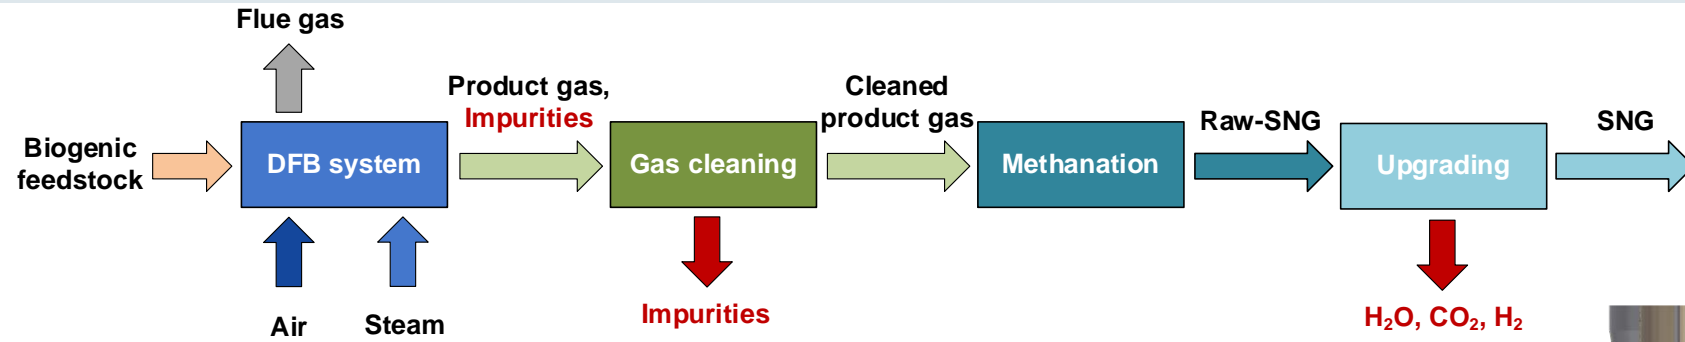 Flue gas
Product gas,
Impurities
Cleaned
product gas
Biogenic
feedstock
DFB system
Gas cleaning
Methanation
Raw-SNG
Upgrading
SNG
Air
Steam
Impurities
H₂O, CO₂, H₂